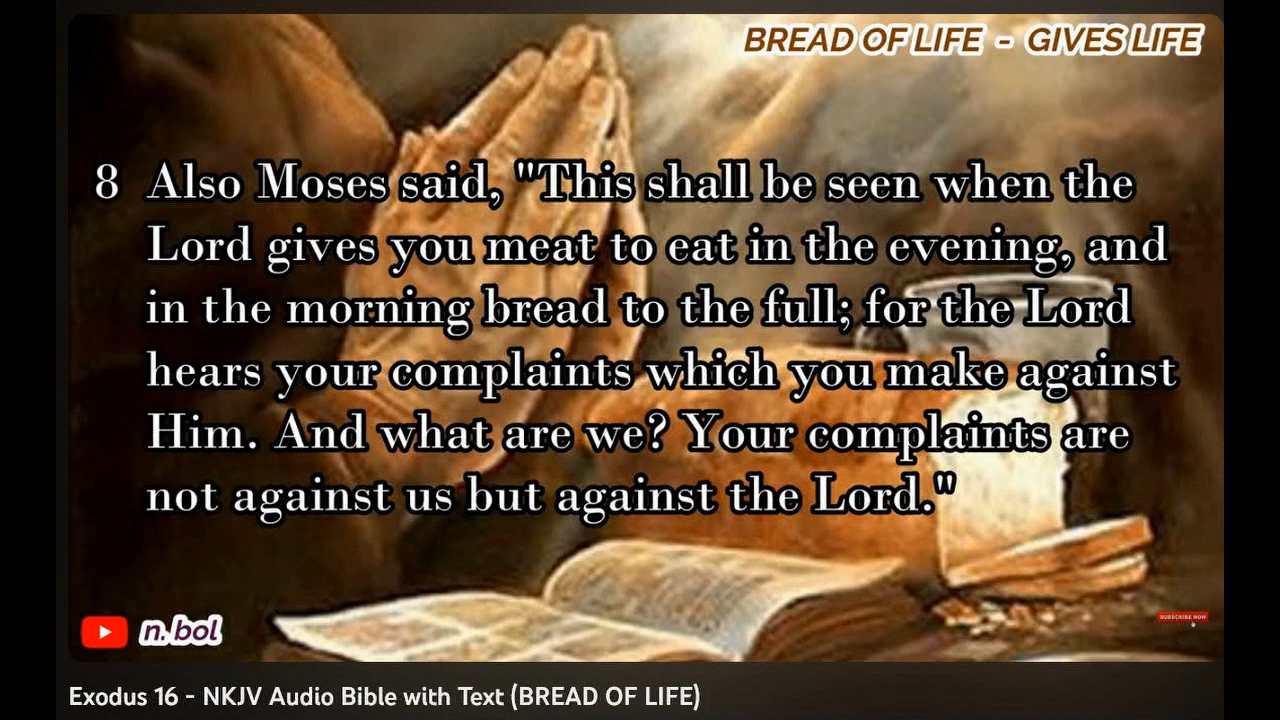 BREAD OF LIFE - GIVES LIFE
8 Also Moses said, "This shall be seen when the
Lord gives you meat to eat in the evening, and
in the morning bread to the full; for the Lord
hears your complaints which you make against
Him. And what are we? Your complaints are
not against us but against the Lord."
n.bol
SUBSCRIBE NOW
Exodus 16 - NKJV Audio Bible with Text (BREAD OF LIFE)